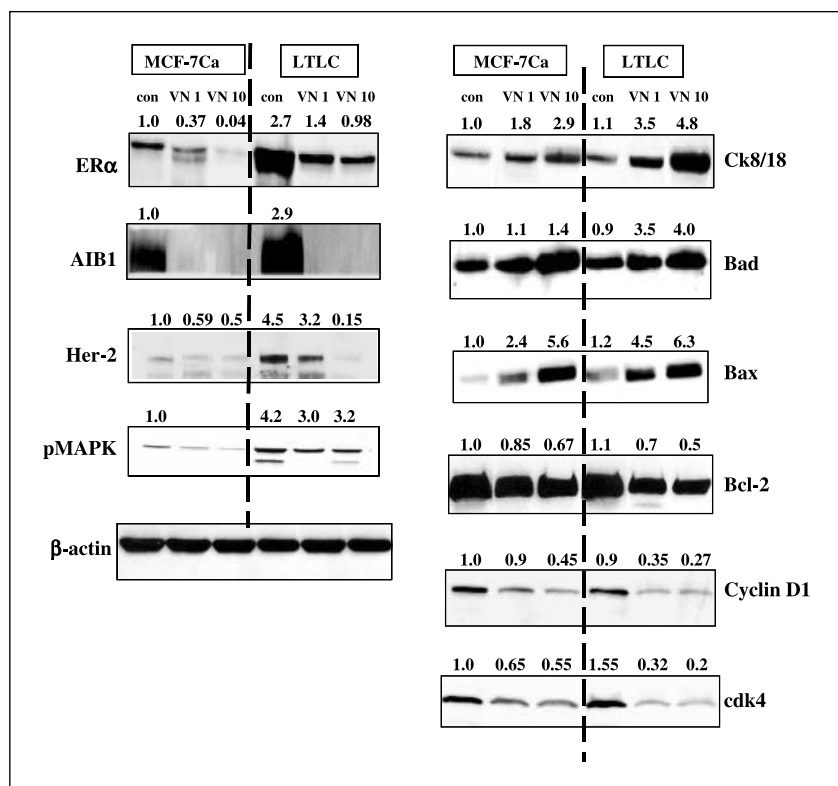 MCF-7Ca LTLC
con VN 1 VN 10 con VN 1 VN 10
1.0 0.37 0.04 2.7 1.4 0.98
ERα
1.0 2.9
AIB1
1.0 0.59 0.5 4.5 3.2 0.15
Her-2
1.0 4.2 3.0 3.2
pMAPK
β-actin
MCF-7Ca LTLC
con VN 1 VN 10 con VN 1 VN 10
1.0 1.8 2.9 1.1 3.5 4.8
Ck8/18
1.0 1.1 1.4 0.9 3.5 4.0
Bad
1.0 2.4 5.6 1.2 4.5 6.3
Bax
1.0 0.85 0.67 1.1 0.7 0.5
Bcl-2
1.0 0.9 0.45 0.9 0.35 0.27
Cyclin D1
1.0 0.65 0.55 1.55 0.32 0.2
cdk4